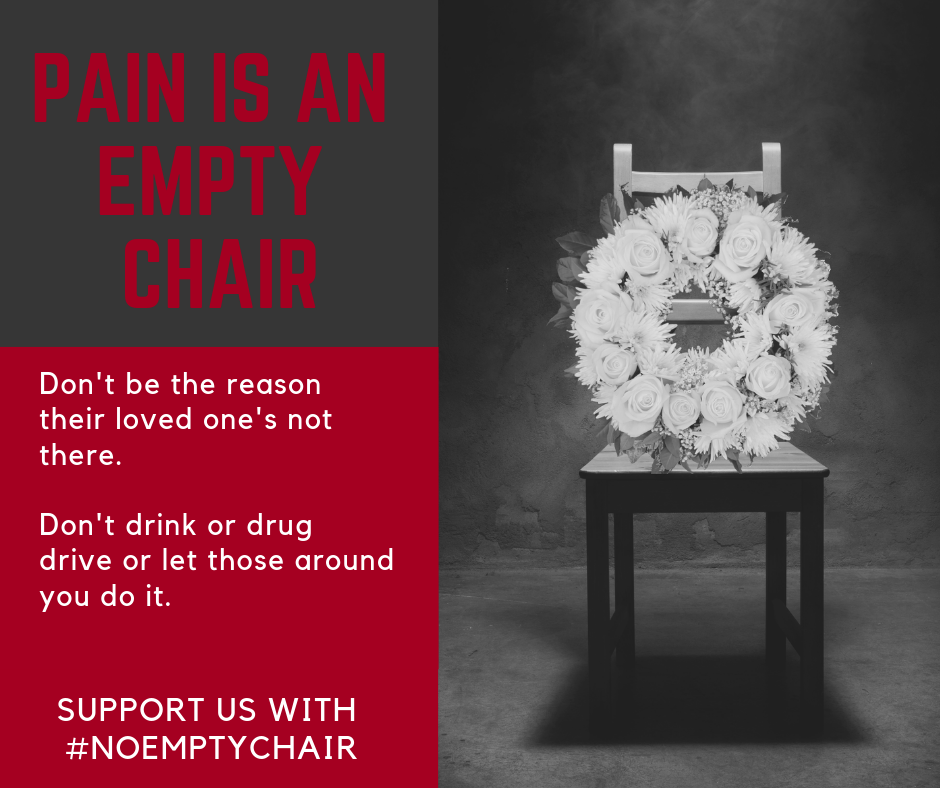 PAIN IS AN
EMPTY
CHAIR
Don't be the reason
their loved one's not
there.
Don't drink or drug
drive or let those around
you do it.
SUPPORT US WITH
#NOEMPTYCHAIR